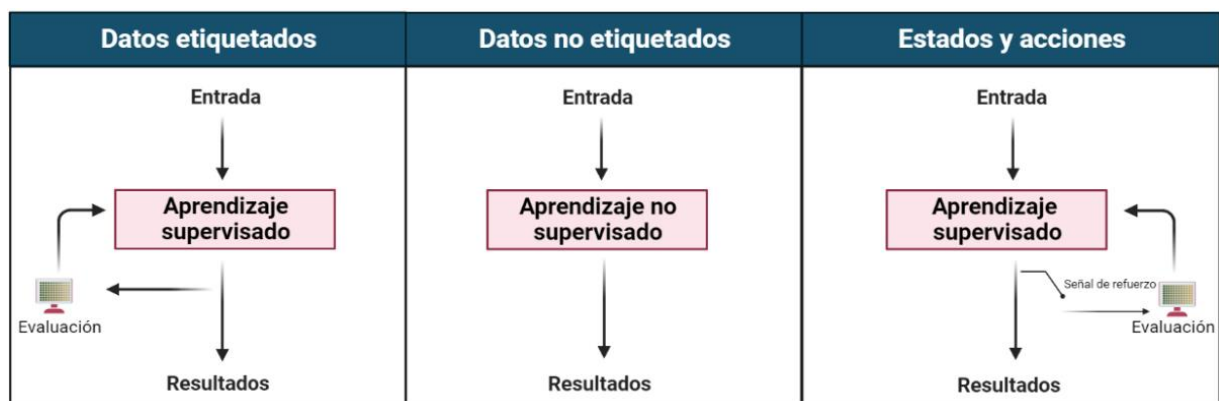 Datos etiquetados
Entrada
Aprendizaje
supervisado
Evaluación
Resultados
Datos no etiquetados
Entrada
Aprendizaje no
supervisado
Resultados
Estados y acciones
Entrada
Aprendizaje
supervisado
Señal de refuerzo
Evaluación
Resultados